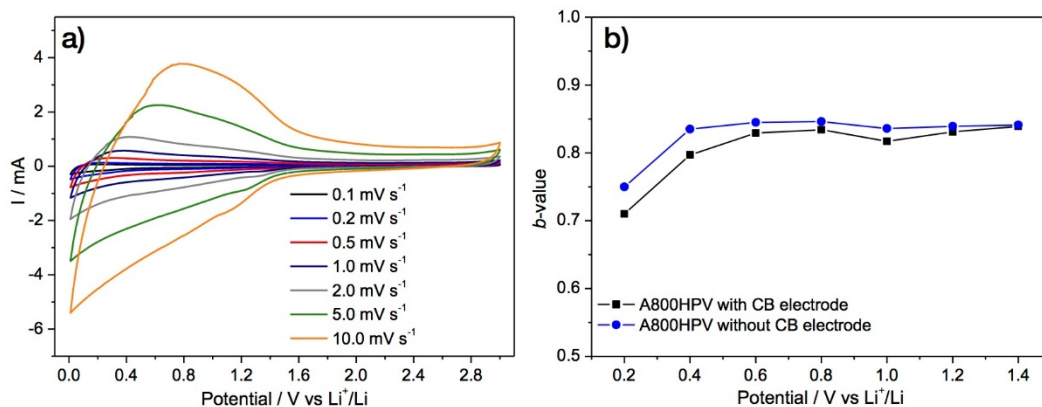 a)
I / mA
4
2
0
-2
-4
-6
0.1 mV s⁻¹
0.2 mV s⁻¹
0.5 mV s⁻¹
1.0 mV s⁻¹
2.0 mV s⁻¹
5.0 mV s⁻¹
10.0 mV s⁻¹
0.0 0.4 0.8 1.2 1.6 2.0 2.4 2.8
Potential / V vs Li⁺/Li
b)
b-value
1.0
0.9
0.8
0.7
0.6
0.5
A800HPV with CB electrode
A800HPV without CB electrode
0.2 0.4 0.6 0.8 1.0 1.2 1.4
Potential / V vs Li⁺/Li